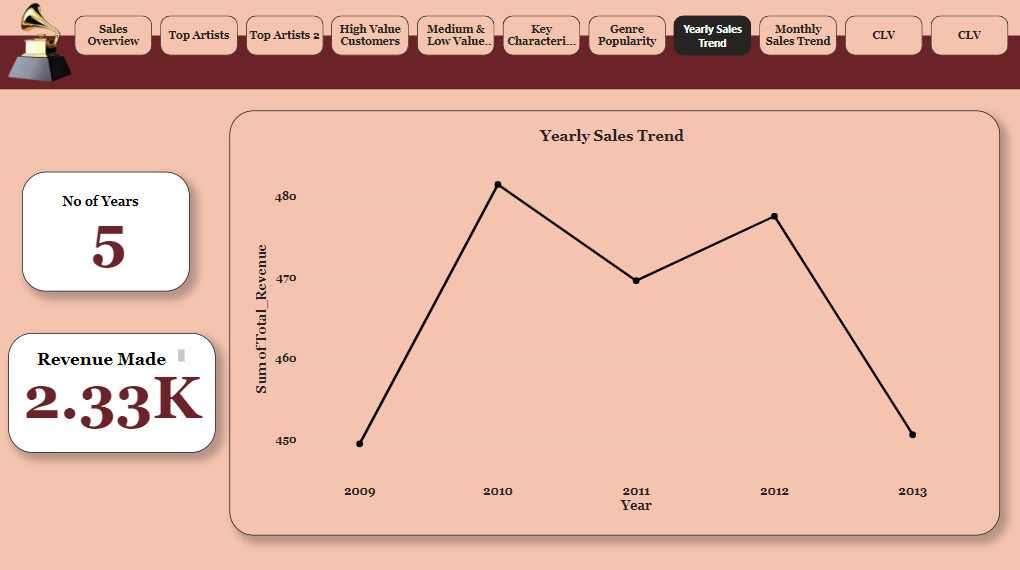 Sales
Overview
Top Artists
Top Artists 2
High Value
Customers
Medium &
Low Value..
Key
Characteri...
Genre
Popularity
Yearly Sales
Trend
Monthly
Sales Trend
CLV
CLV
Yearly Sales Trend
No of Years
5
Revenue Made
2.33K
Sum of Total_Revenue
480
470
460
450
2009 2010 2011 2012 2013
Year